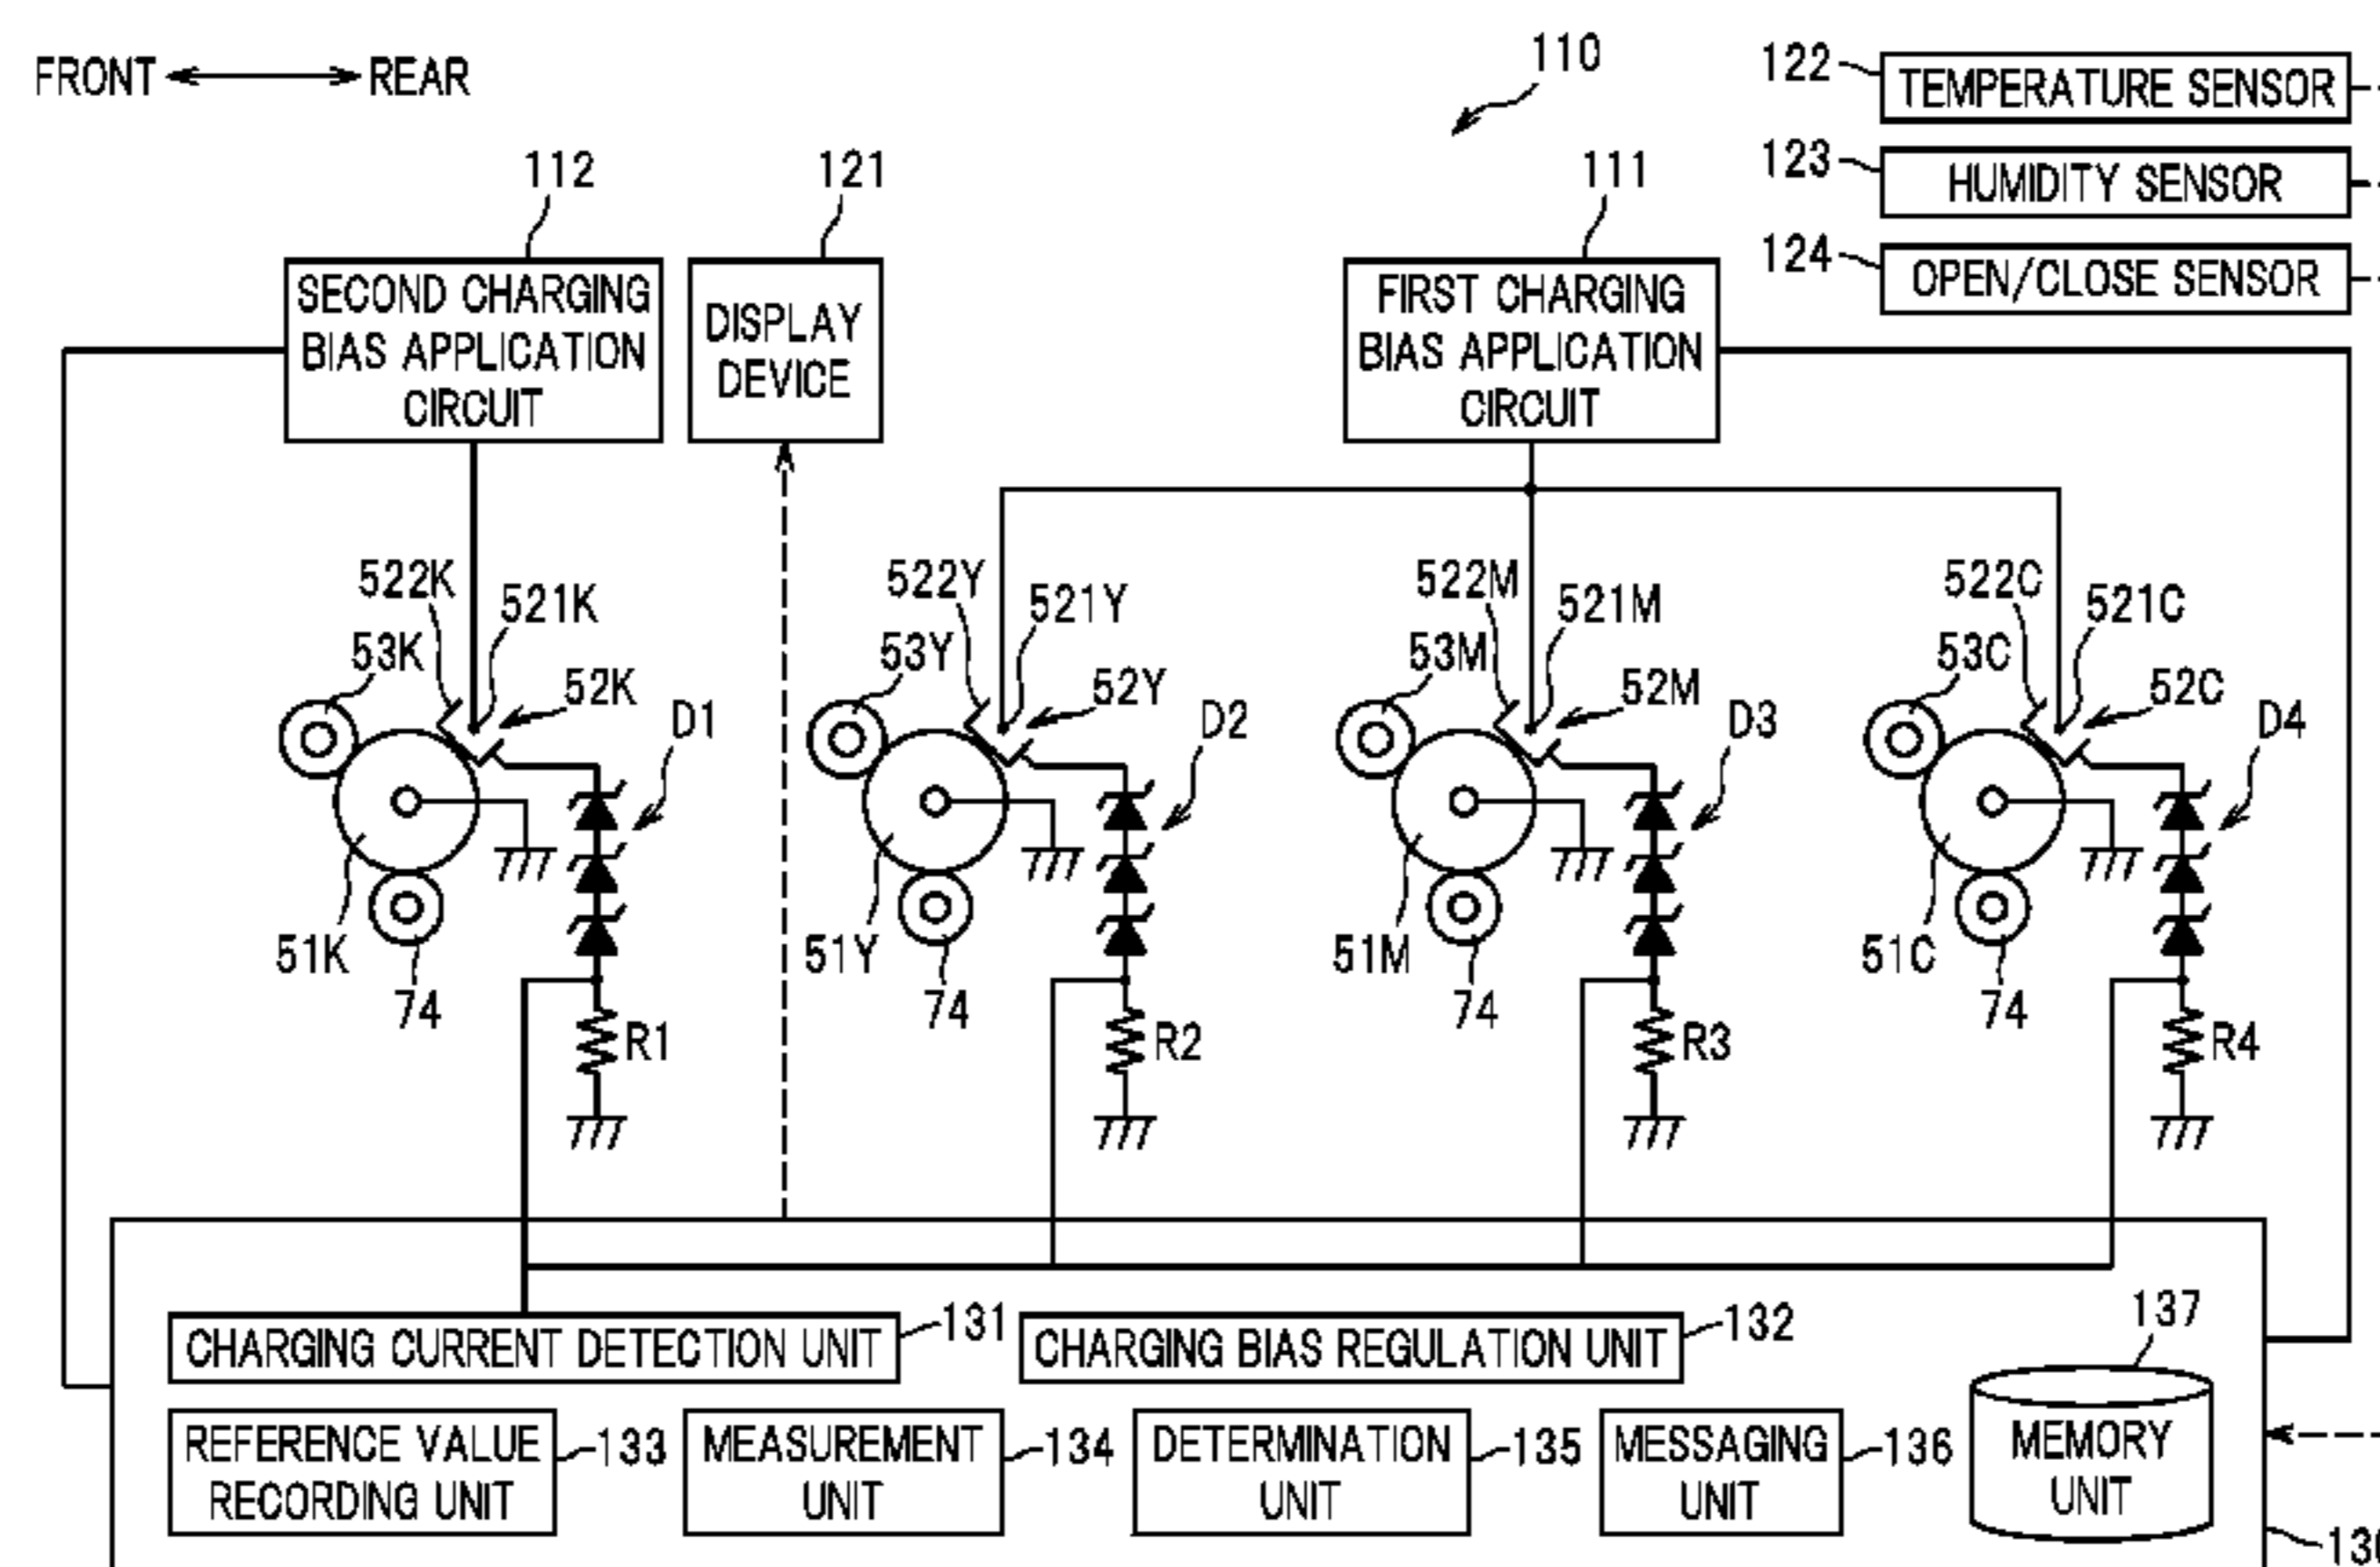 FRONT REAR
110
122 TEMPERATURE SENSOR
123 HUMIDITY SENSOR
124 OPEN/CLOSE SENSOR
112 121 111
SECOND CHARGING
BIAS APPLICATION
CIRCUIT
DISPLAY
DEVICE
FIRST CHARGING
BIAS APPLICATION
CIRCUIT
522K 521K 522Y 521Y 522M 521M 522C 521C
53K 52K 53Y 52Y 53M 52M 53C 52C
D1 D2 D3 D4
51K 51Y 51M 51C
74 74 74 74
R1 R2 R3 R4
CHARGING CURRENT DETECTION UNIT 131
CHARGING BIAS REGULATION UNIT 132
137
REFERENCE VALUE
RECORDING UNIT
133
MEASUREMENT
UNIT
134
DETERMINATION
UNIT
135
MESSAGING
UNIT
136
MEMORY
UNIT